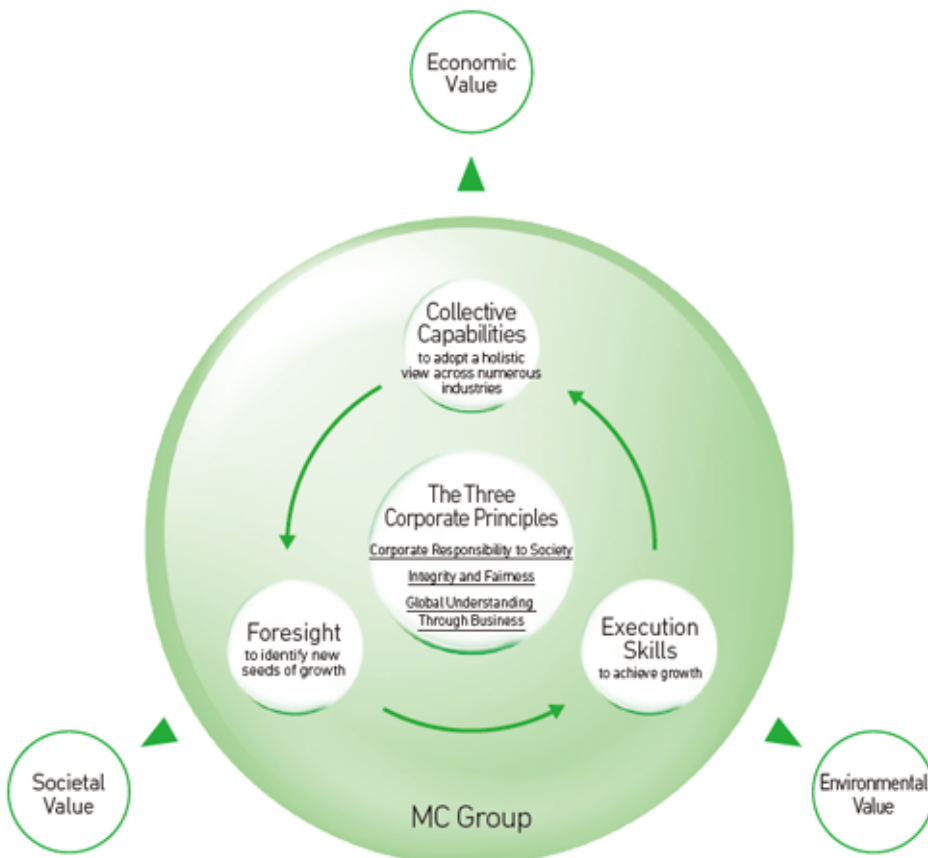 Economic
Value
Collective
Capabilities
to adopt a holistic
view across numerous
industries
The Three
Corporate Principles
Corporate Responsibility to Society
Integrity and Fairness
Global Understanding
Through Business
Foresight
to identify new
seeds of growth
Execution
Skills
to achieve growth
Societal
Value
MC Group
Environmental
Value